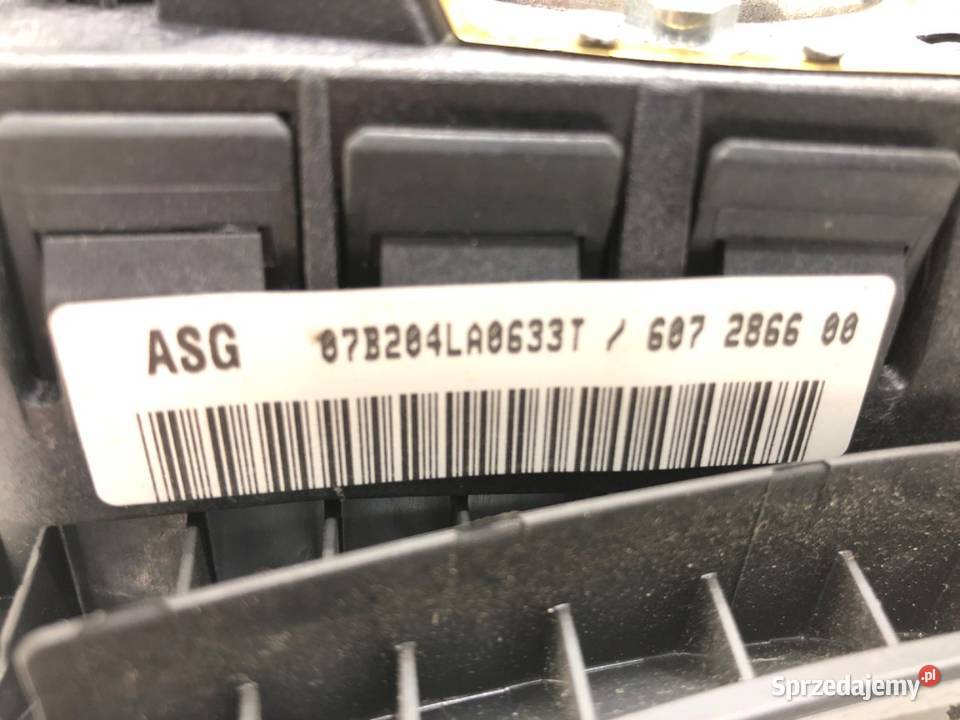 ASG 07B204LA0633T / 607 2866 00
Sprzedajemy.pl